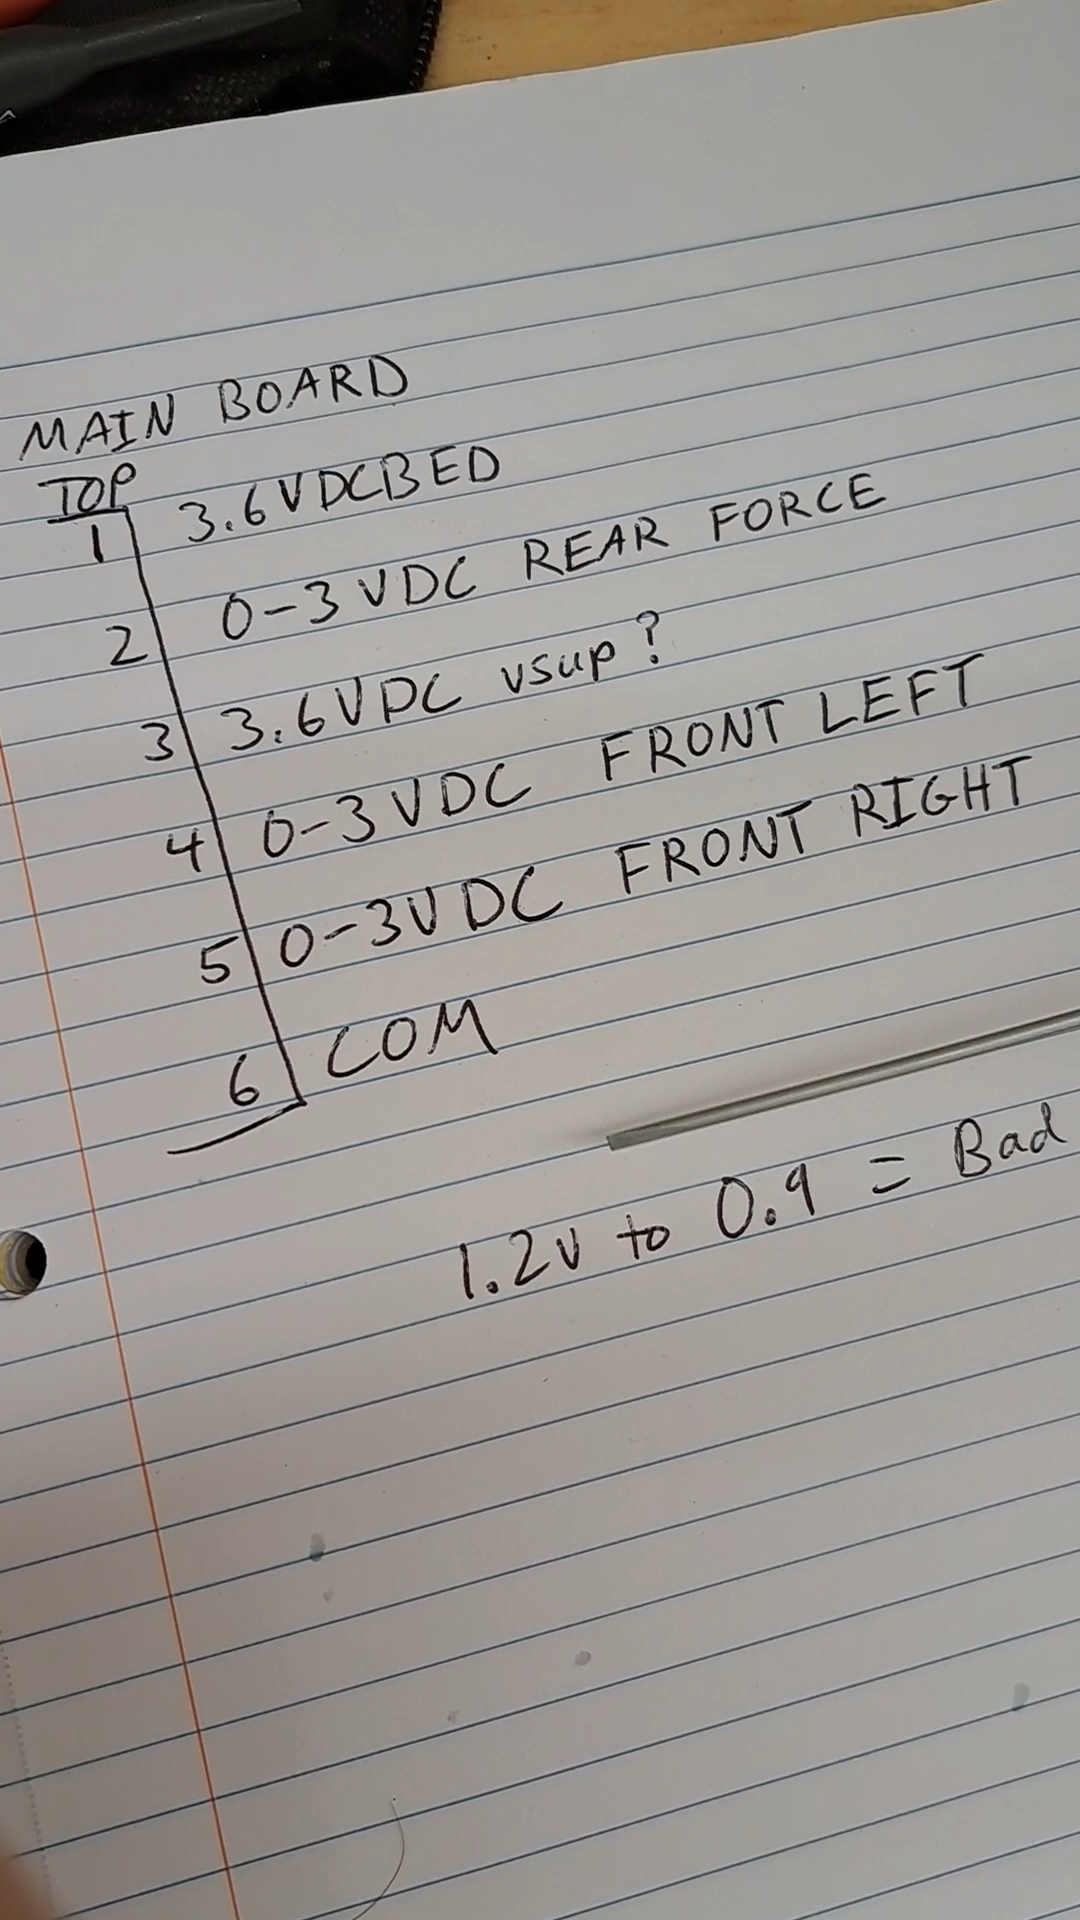 MAIN BOARD
TOP
1 3.6VDCBED
2 0-3VDC REAR FORCE
3 3.6VDC vsup?
4 0-3VDC FRONT LEFT
5 0-3VDC FRONT RIGHT
6 COM
1.2v to 0.9 = Bad